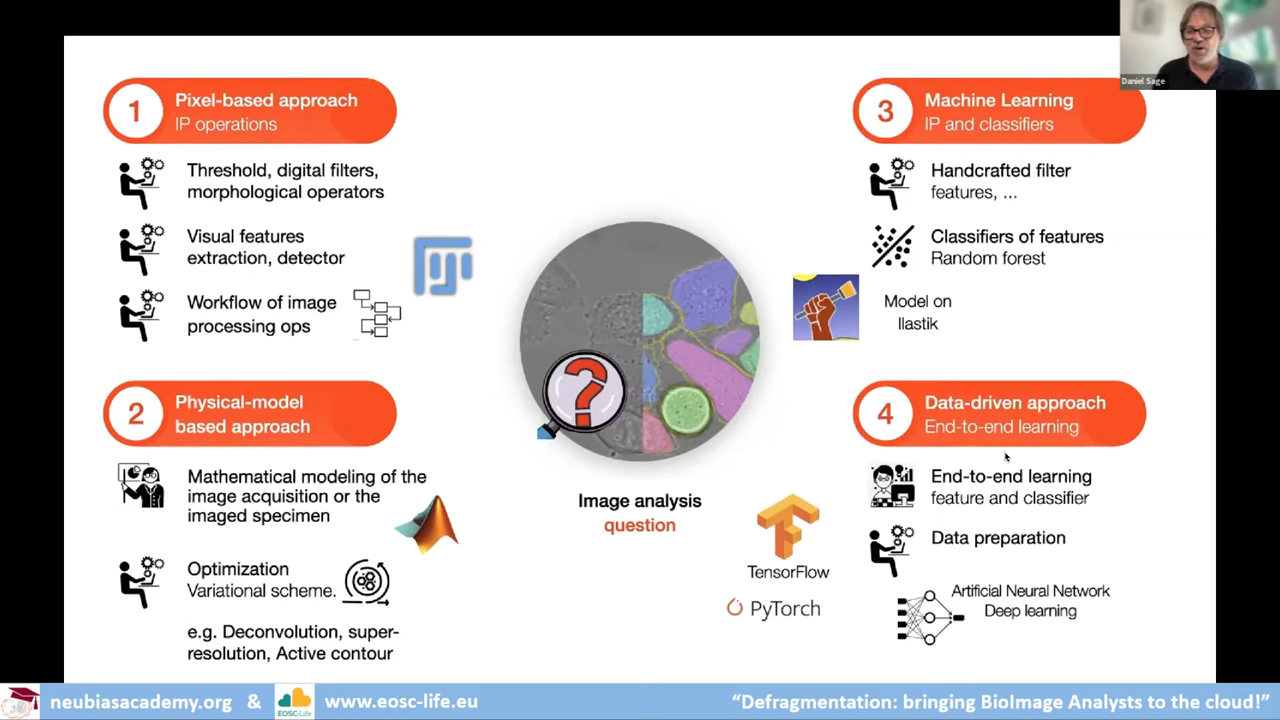 Daniel Sage
1
Pixel-based approach
IP operations
Threshold, digital filters,
morphological operators
Visual features
extraction, detector
Workflow of image
processing ops
2
Physical-model
based approach
Mathematical modeling of the
image acquisition or the
imaged specimen
Optimization
Variational scheme.
e.g. Deconvolution, super-
resolution, Active contour
?
Image analysis
question
TensorFlow
PyTorch
3
Machine Learning
IP and classifiers
Handcrafted filter
features, ...
Classifiers of features
Random forest
Model on
Ilastik
4
Data-driven approach
End-to-end learning
End-to-end learning
feature and classifier
Data preparation
Artificial Neural Network
Deep learning
neubiasacademy.org & EOSC-Life www.eosc-life.eu
“Defragmentation: bringing BioImage Analysts to the cloud!”